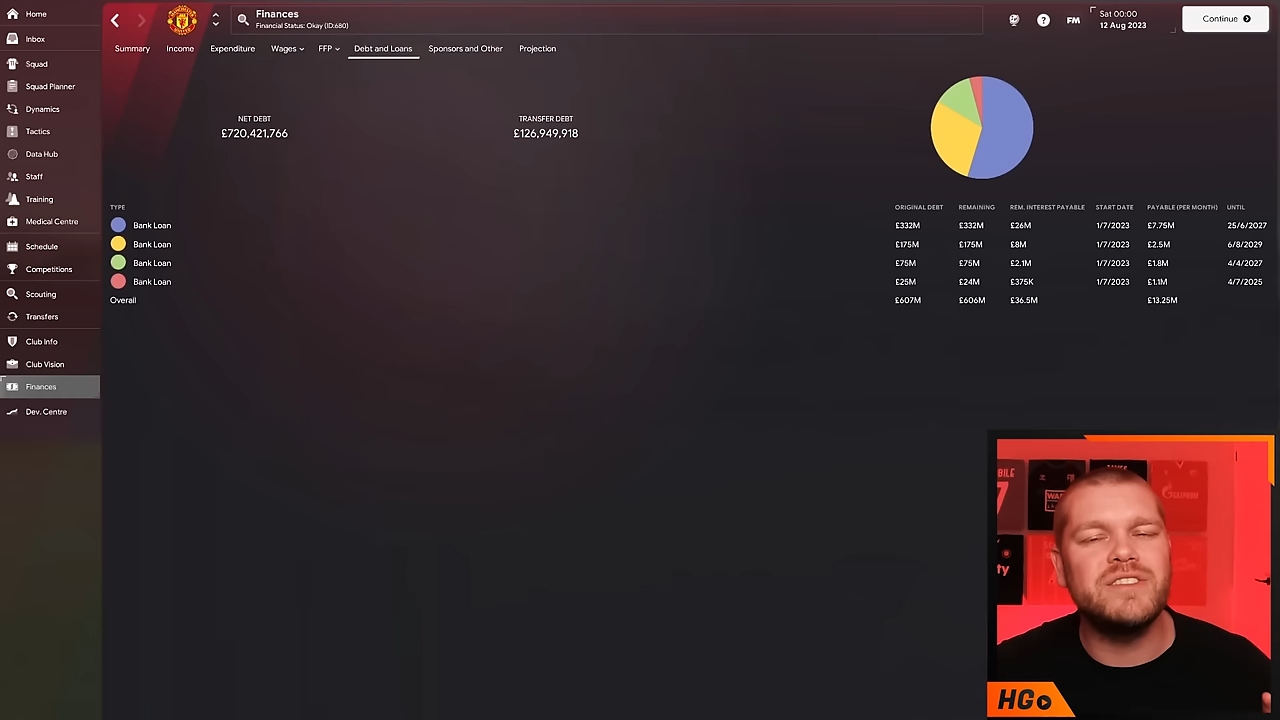 Home
Inbox
Squad
Squad Planner
Dynamics
Tactics
Data Hub
Staff
Training
Medical Centre
Schedule
Competitions
Scouting
Transfers
Club Info
Club Vision
Finances
Dev. Centre
Finances
Financial Status: Okay (ID:680)
? FM
Sat 00:00
12 Aug 2023
Continue
Summary Income Expenditure Wages FFP Debt and Loans Sponsors and Other Projection
NET DEBT TRANSFER DEBT
£720,421,766 £126,949,918
TYPE ORIGINAL DEBT REMAINING REM. INTEREST PAYABLE START DATE PAYABLE (PER MONTH) UNTIL
Bank Loan £332M £332M £26M 1/7/2023 £7.75M 25/6/2027
Bank Loan £175M £175M £8M 1/7/2023 £2.5M 6/8/2029
Bank Loan £75M £75M £2.1M 1/7/2023 £1.8M 4/4/2027
Bank Loan £25M £24M £375K 1/7/2023 £1.1M 4/7/2025
Overall £607M £606M £36.5M £13.25M
GAZPROM
HGo